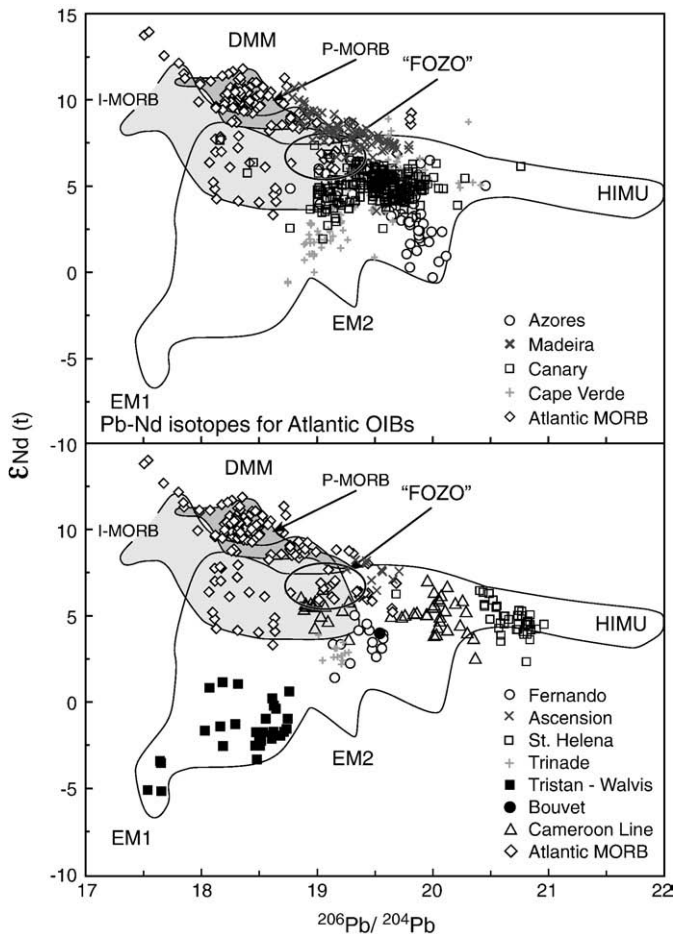 15
10
5
0
-5
-10
DMM
P-MORB
“FOZO”
I-MORB
HIMU
EM2
EM1
Azores
Madeira
Canary
Cape Verde
Atlantic MORB
Pb-Nd isotopes for Atlantic OIBs
εNd (t)
DMM
P-MORB
“FOZO”
I-MORB
HIMU
EM2
EM1
Fernando
Ascension
St. Helena
Trinade
Tristan - Walvis
Bouvet
Cameroon Line
Atlantic MORB
10
5
0
-5
-10
17 18 19 20 21 22
206Pb/ 204Pb